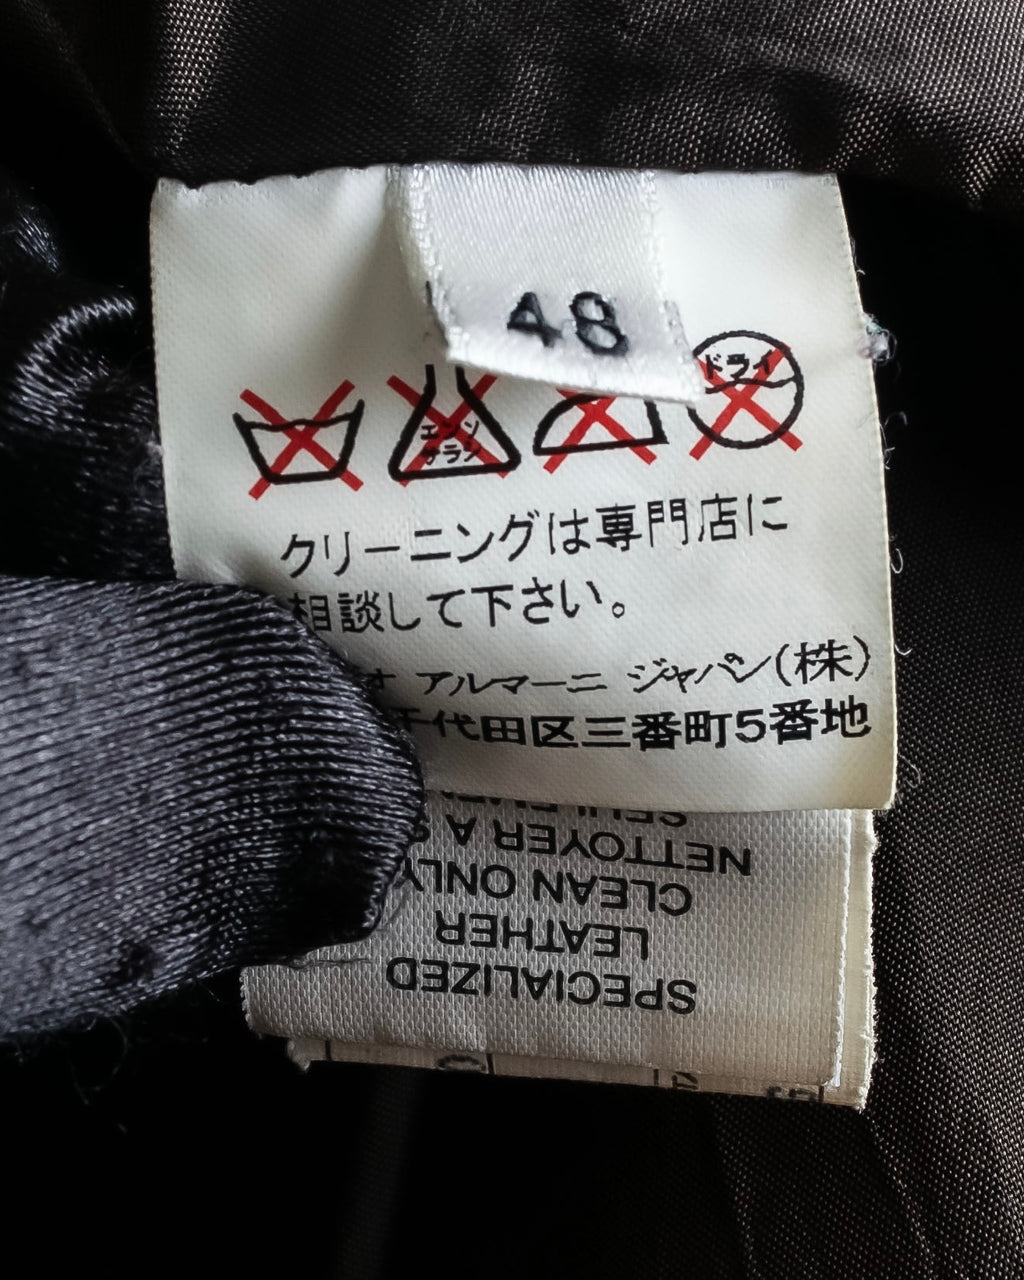 48
エンソ
サラシ
ドライ
クリーニングは専門店に
相談して下さい。
オ アルマーニ ジャパン(株)
千代田区三番町5番地
NETTOYER A
CLEAN ONLY
LEATHER
SPECIALIZED